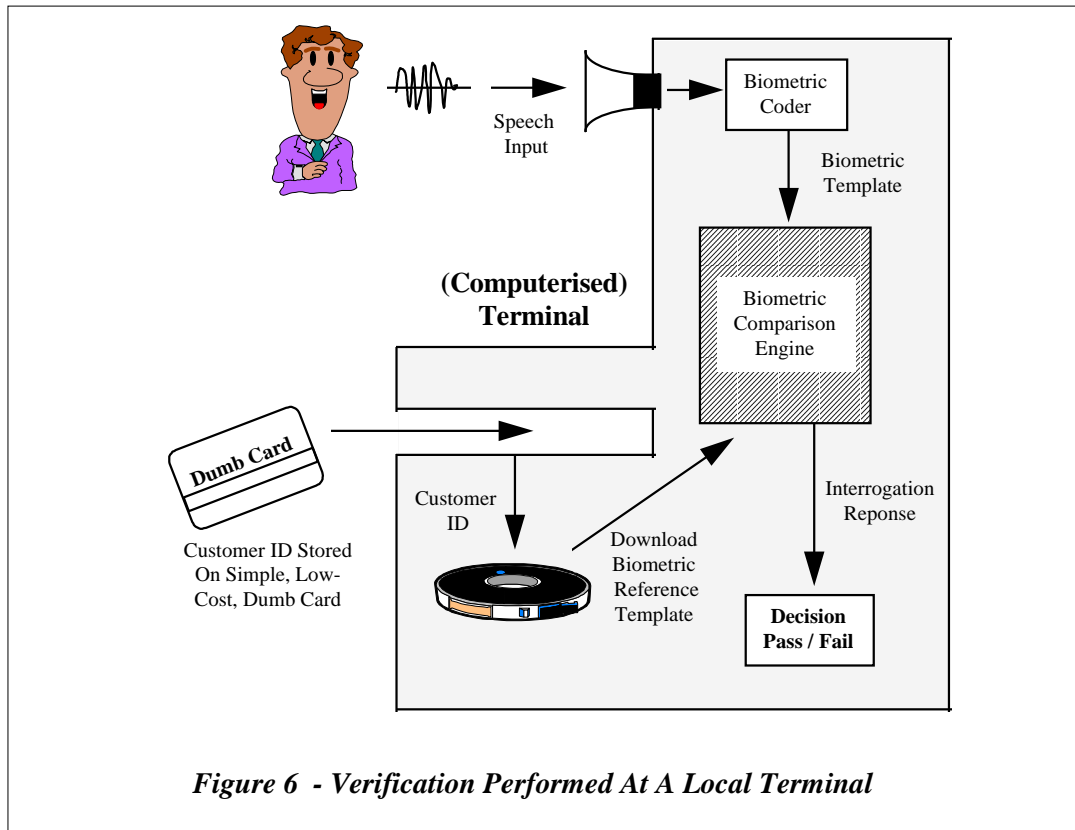 Speech
Input
Biometric
Coder
Biometric
Template
(Computerised)
Terminal
Biometric
Comparison
Engine
Dumb Card
Customer ID Stored
On Simple, Low-
Cost, Dumb Card
Customer
ID
Download
Biometric
Reference
Template
Interrogation
Reponse
Decision
Pass / Fail
Figure 6 - Verification Performed At A Local Terminal